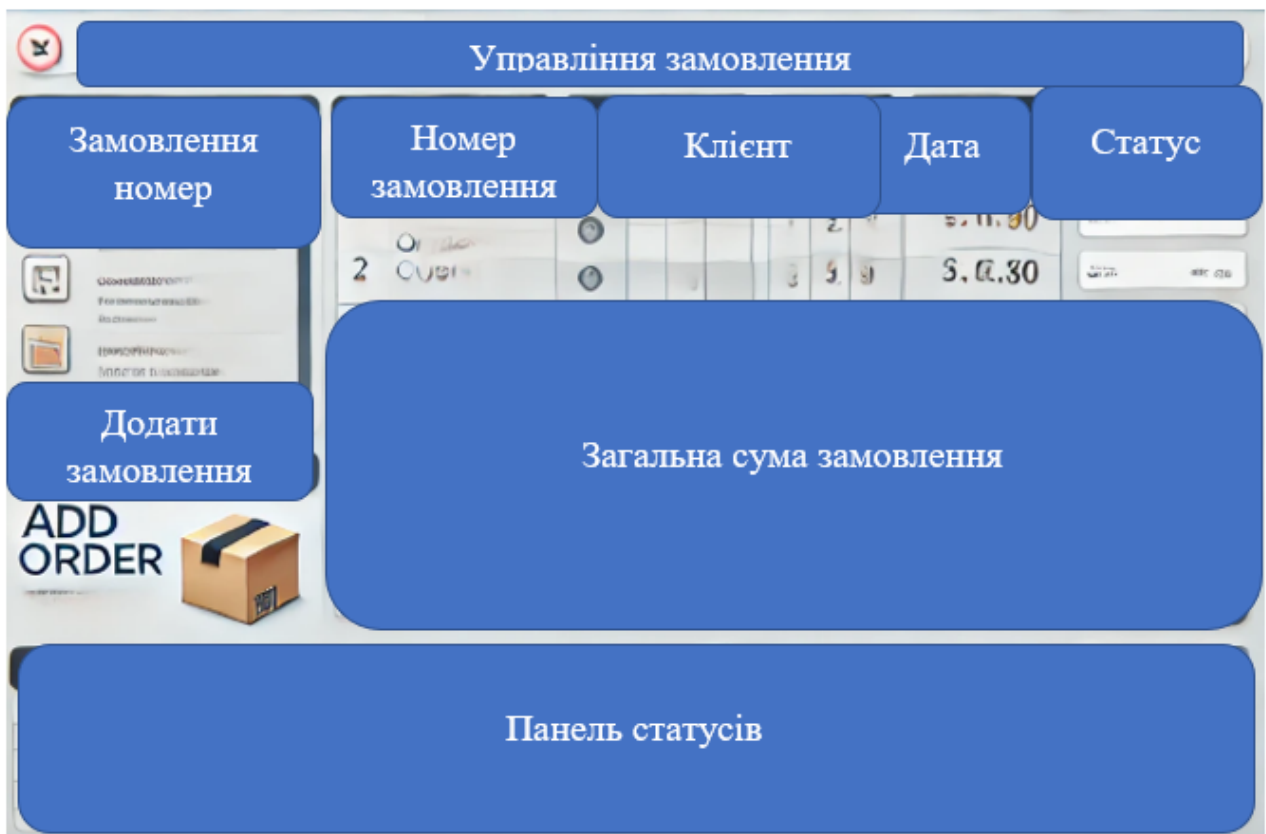 Управління замовлення
Замовлення
номер
Номер
замовлення
Клієнт
Дата
Статус
2
Додати
замовлення
Загальна сума замовлення
ADD
ORDER
Панель статусів